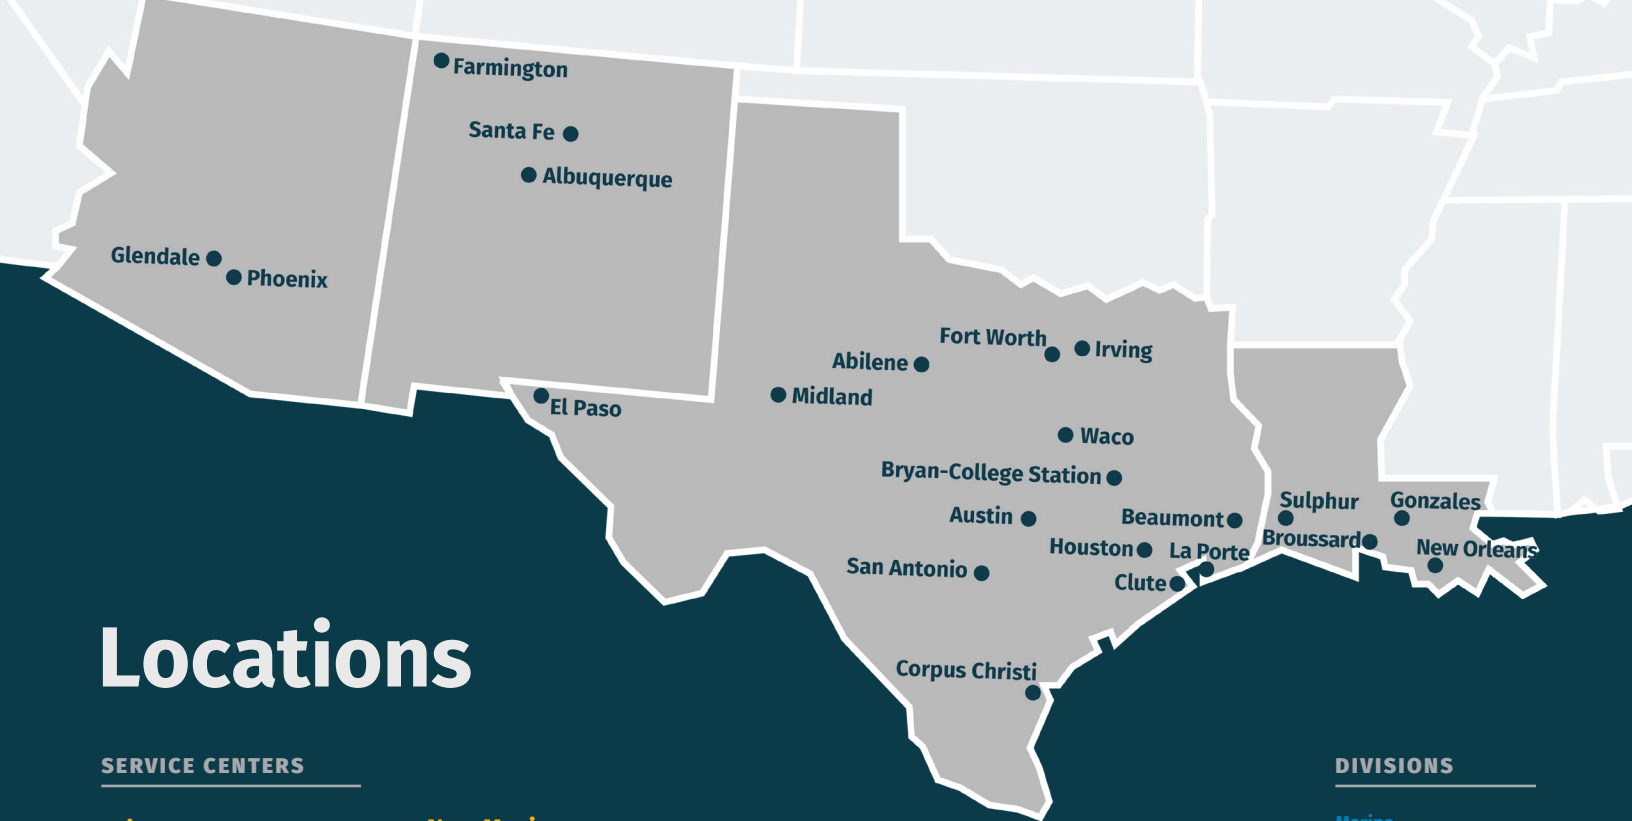 Farmington
Santa Fe
Albuquerque
Glendale
Phoenix
Fort Worth
Irving
Abilene
Midland
El Paso
Waco
Bryan-College Station
Sulphur
Gonzales
Austin
Beaumont
Broussard
Houston
La Porte
New Orleans
San Antonio
Clute
Corpus Christi
Locations
SERVICE CENTERS
DIVISIONS